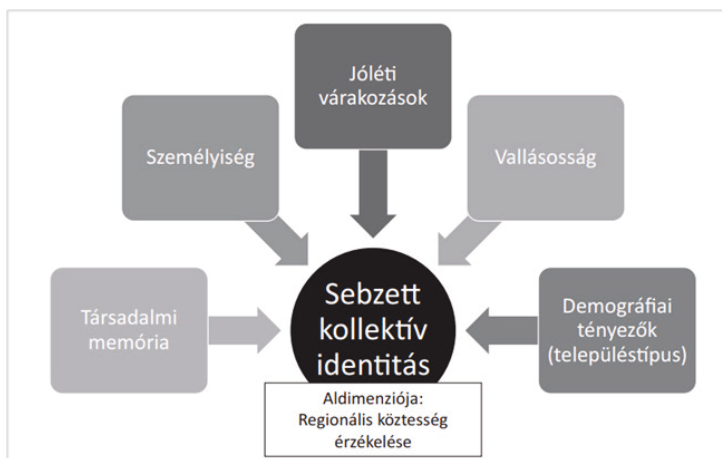 Társadalmi
memória
Személyiség
Jóléti
várakozások
Vallásosság
Demográfiai
tényezők
(településtípus)
Sebzett
kollektív
identitás
Aldimenziója:
Regionális köztesség
érzékelése